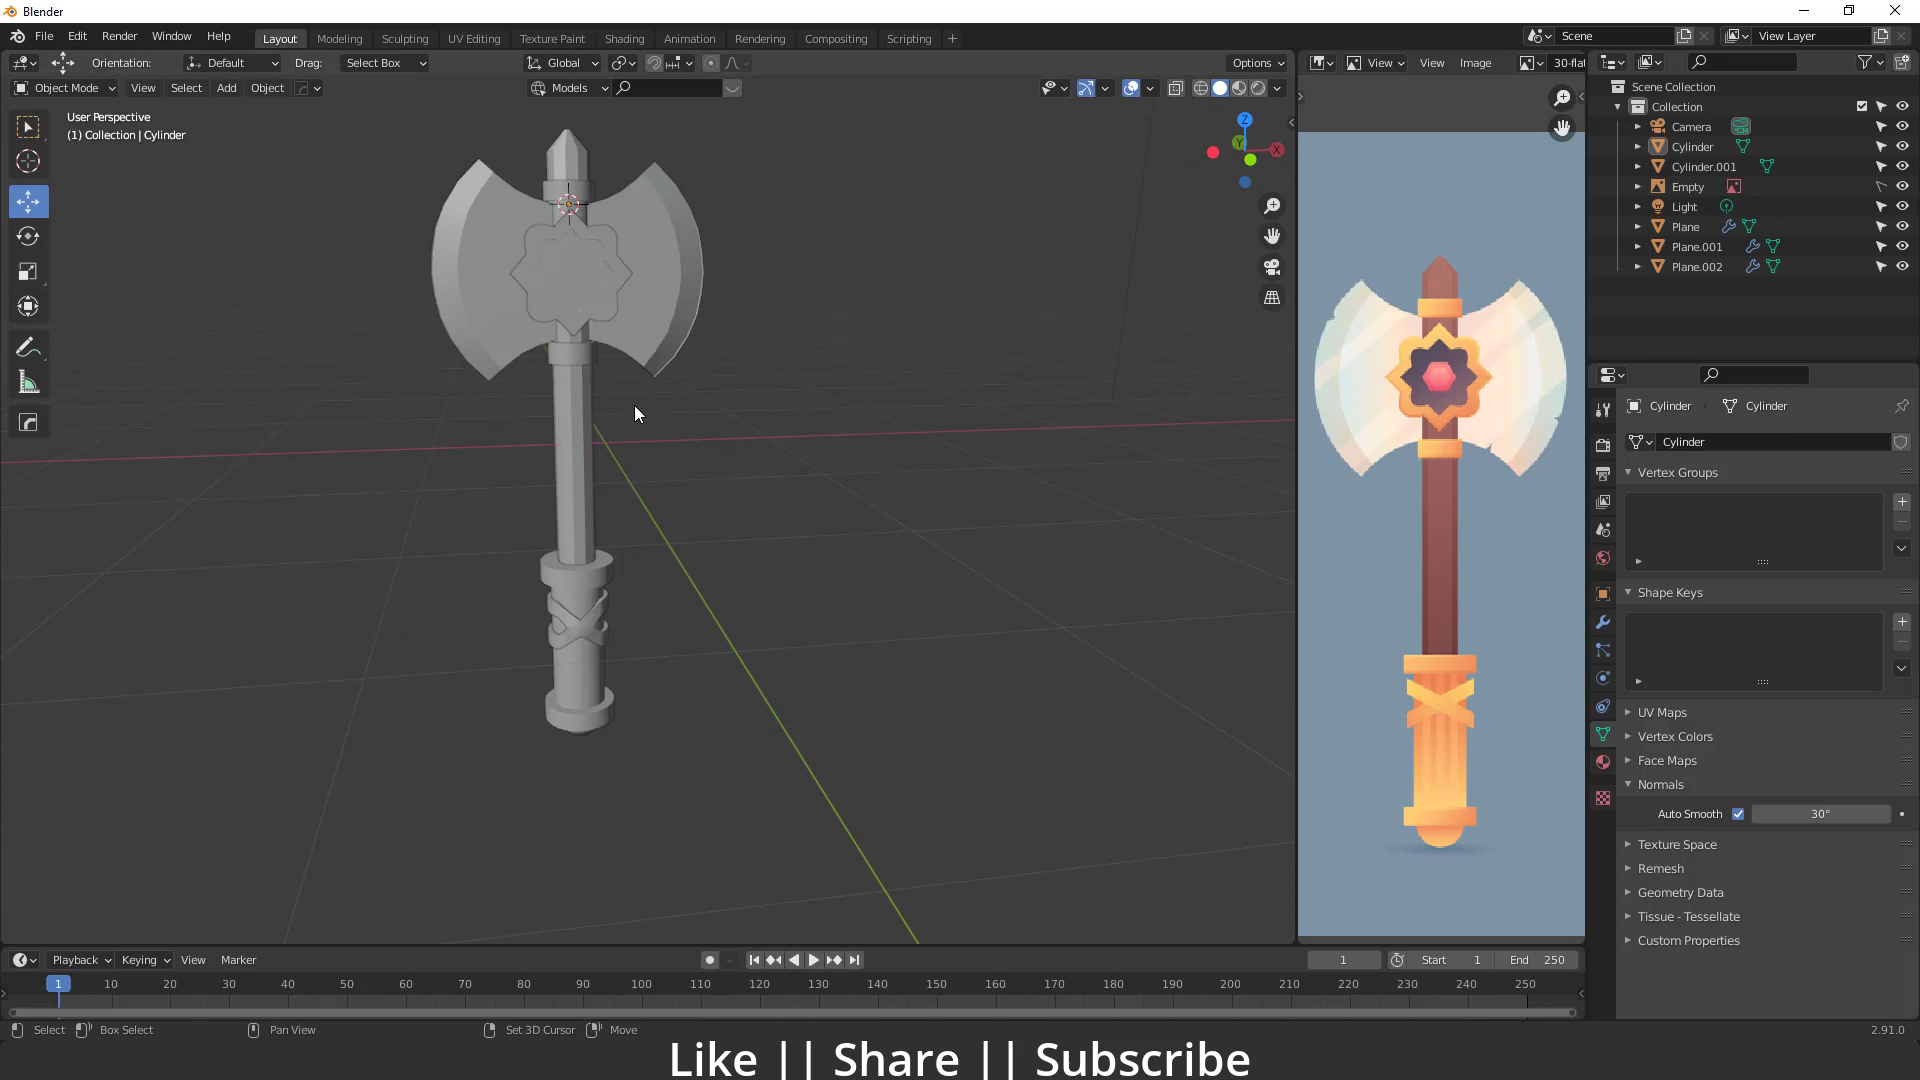 Blender
File Edit Render Window Help Layout Modeling Sculpting UV Editing Texture Paint Shading Animation Rendering Compositing Scripting + Scene View Layer
Orientation: Default Drag: Select Box Global Options View View Image 30-flat
Object Mode View Select Add Object Models
User Perspective
(1) Collection | Cylinder
Z
Y
X
Scene Collection
Collection
Camera
Cylinder
Cylinder.001
Empty
Light
Plane
Plane.001
Plane.002
Cylinder Cylinder
Cylinder
Vertex Groups
Shape Keys
UV Maps
Vertex Colors
Face Maps
Normals
Auto Smooth 30°
Texture Space
Remesh
Geometry Data
Tissue - Tessellate
Custom Properties
Playback Keying View Marker 1 Start 1 End 250
1 10 20 30 40 50 60 70 80 90 100 110 120 130 140 150 160 170 180 190 200 210 220 230 240 250
Select Box Select Pan View Set 3D Cursor Move 2.91.0
Like || Share || Subscribe